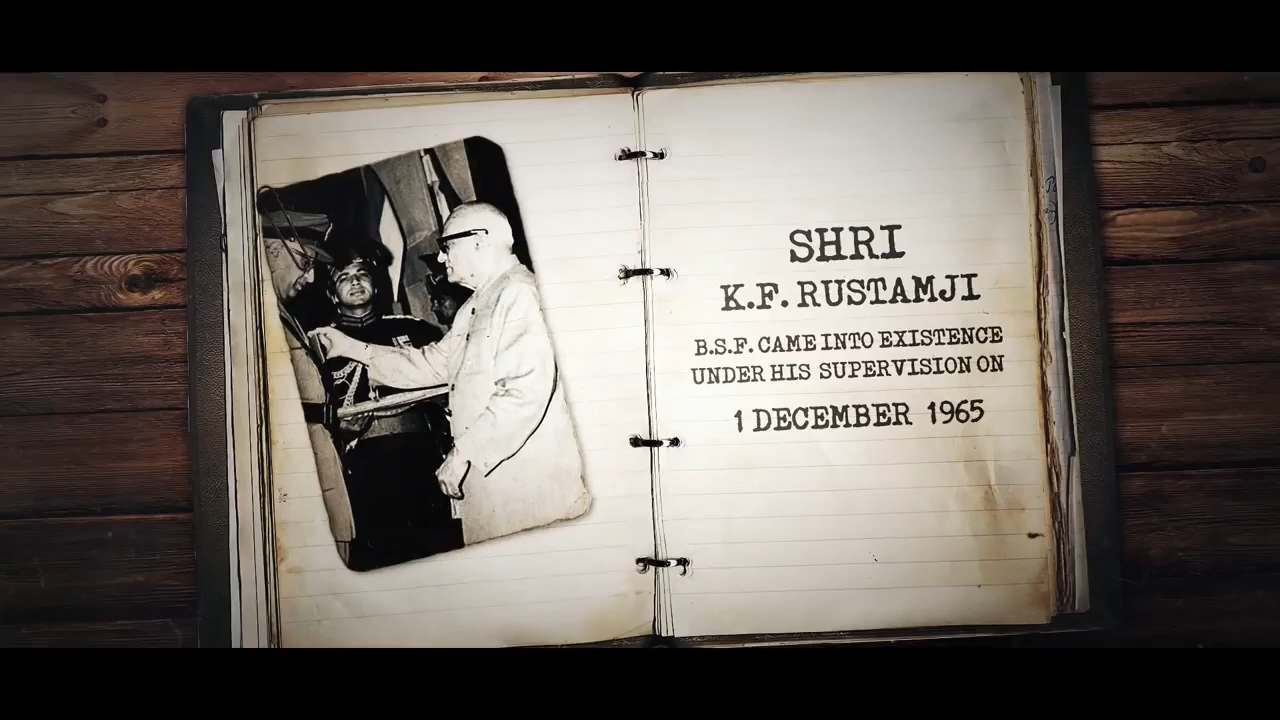 SHRI
K.F. RUSTAMJI
B.S.F. CAME INTO EXISTENCE
UNDER HIS SUPERVISION ON
1 DECEMBER 1965